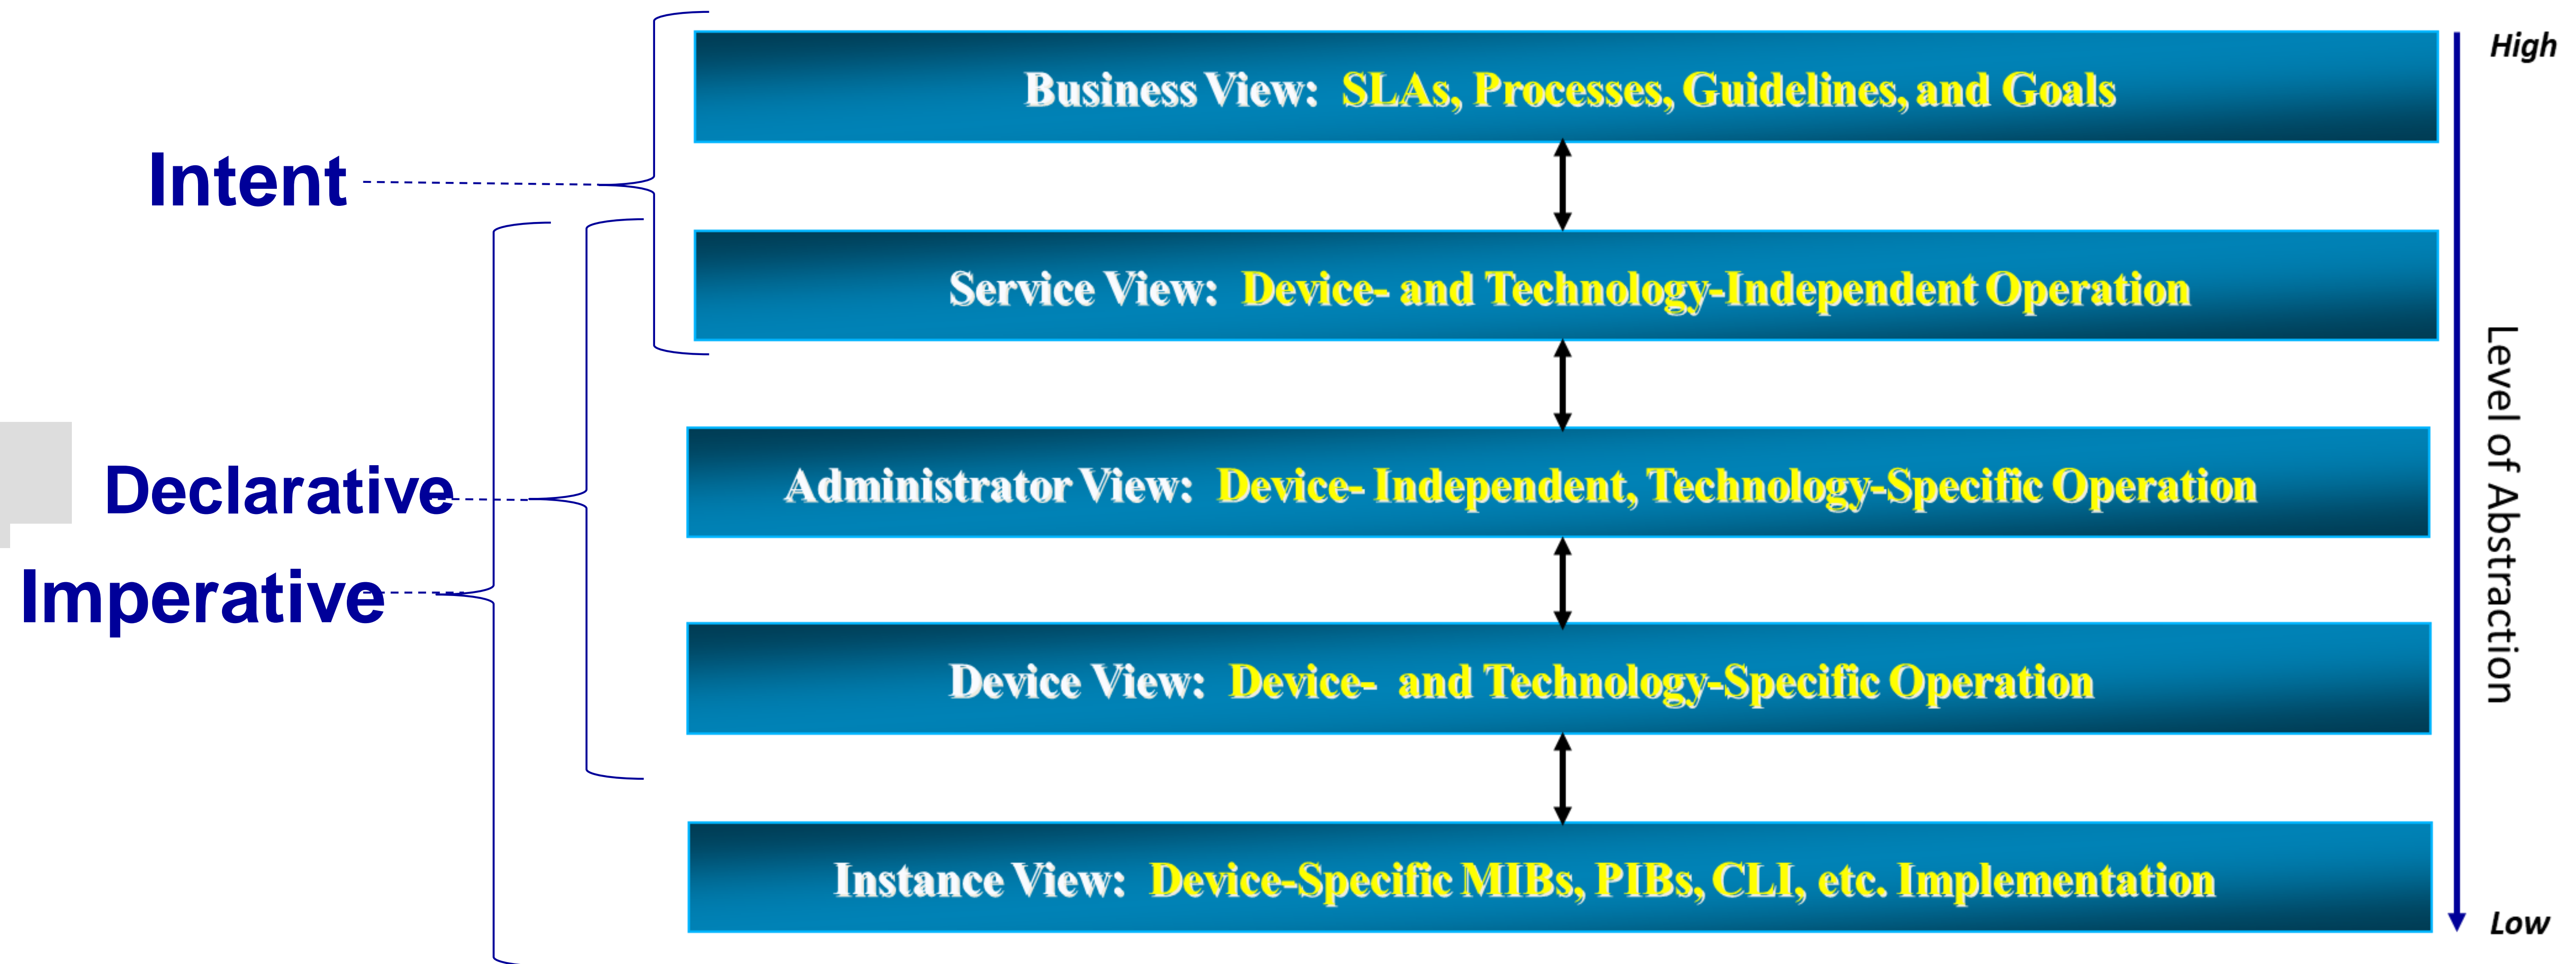 High
Business View: SLAs, Processes, Guidelines, and Goals
Intent
Service View: Device- and Technology-Independent Operation
Level of Abstraction
Declarative
Administrator View: Device- Independent, Technology-Specific Operation
Imperative
Device View: Device- and Technology-Specific Operation
Instance View: Device-Specific MIBs, PIBs, CLI, etc. Implementation
Low